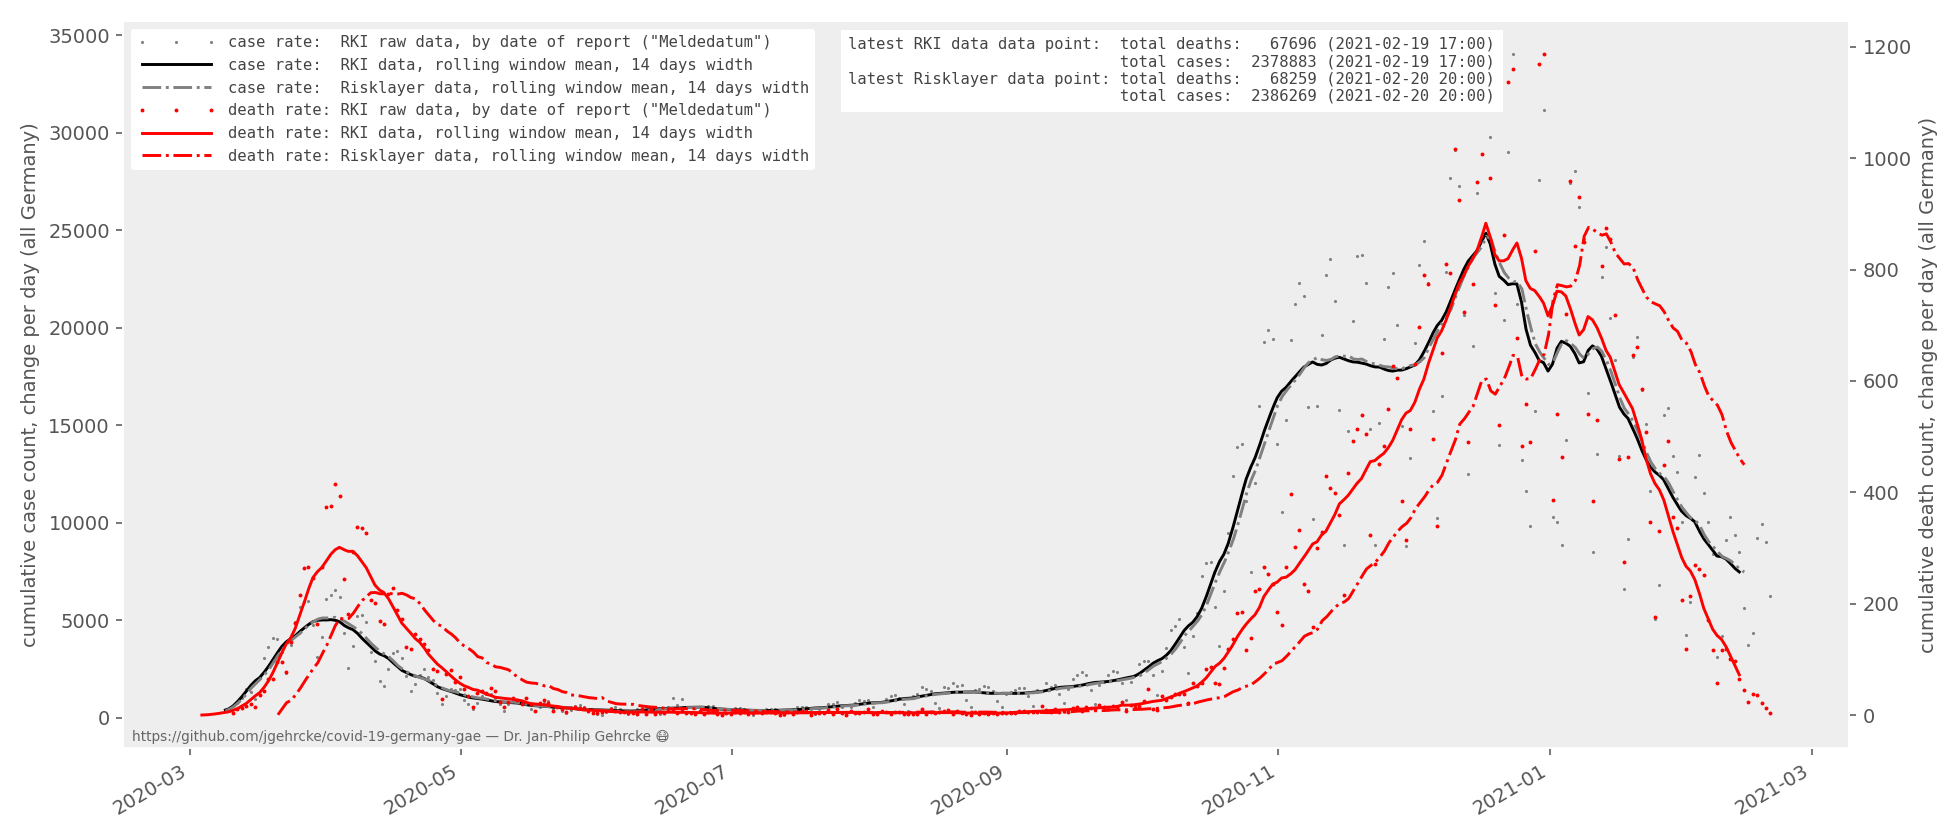 case rate:  RKI raw data, by date of report ("Meldedatum")
case rate:  RKI data, rolling window mean, 14 days width
case rate:  Risklayer data, rolling window mean, 14 days width
death rate: RKI raw data, by date of report ("Meldedatum")
death rate: RKI data, rolling window mean, 14 days width
death rate: Risklayer data, rolling window mean, 14 days width
latest RKI data data point:  total deaths:   67696 (2021-02-19 17:00)
total cases:  2378883 (2021-02-19 17:00)
latest Risklayer data point: total deaths:   68259 (2021-02-20 20:00)
total cases:  2386269 (2021-02-20 20:00)
cumulative case count, change per day (all Germany)
35000
30000
25000
20000
15000
10000
5000
0
1200
1000
800
600
400
200
0
cumulative death count, change per day (all Germany)
https://github.com/jgehrcke/covid-19-germany-gae — Dr. Jan-Philip Gehrcke 😷
2020-03
2020-05
2020-07
2020-09
2020-11
2021-01
2021-03